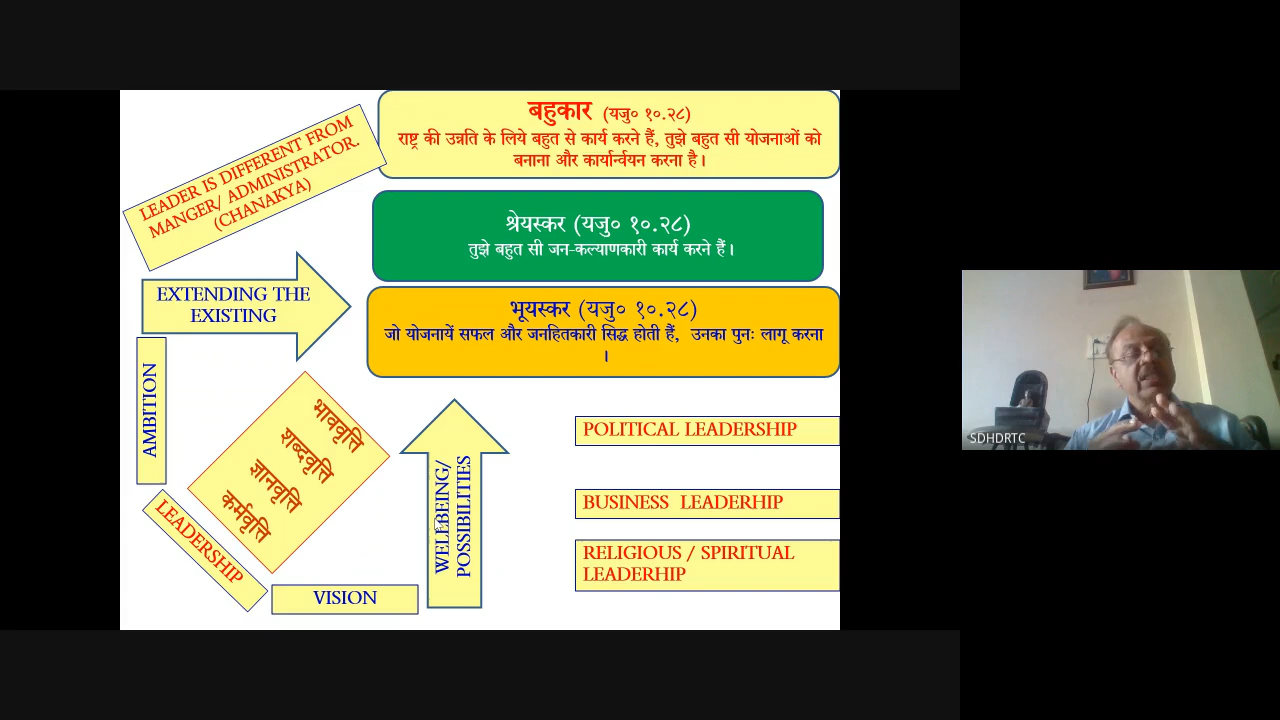 बहुकार (यजु० १०.२८)
राष्ट्र की उन्नति के लिये बहुत से कार्य करने हैं, तुझे बहुत सी योजनाओं को
बनाना और कार्यार्न्वयन करना है।
LEADER IS DIFFERENT FROM
MANGER/ ADMINISTRATOR.
(CHANAKYA)
श्रेयस्कर (यजु० १०.२८)
तुझे बहुत सी जन-कल्याणकारी कार्य करने हैं।
EXTENDING THE
EXISTING
भूयस्कर (यजु० १०.२८)
जो योजनायें सफल और जनहितकारी सिद्ध होती हैं, उनका पुनः लागू करना
।
AMBITION
भाववृत्ति
शब्दवृत्ति
ज्ञानवृत्ति
कर्मवृत्ति
LEADERSHIP
VISION
WELLBEING/
POSSIBILITIES
POLITICAL LEADERSHIP
BUSINESS LEADERHIP
RELIGIOUS / SPIRITUAL
LEADERHIP
SDHDRTC